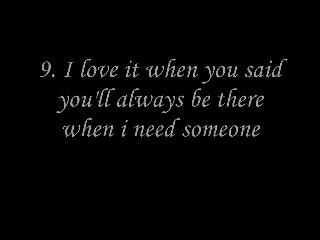 9. I love it when you said
you'll always be there
when i need someone